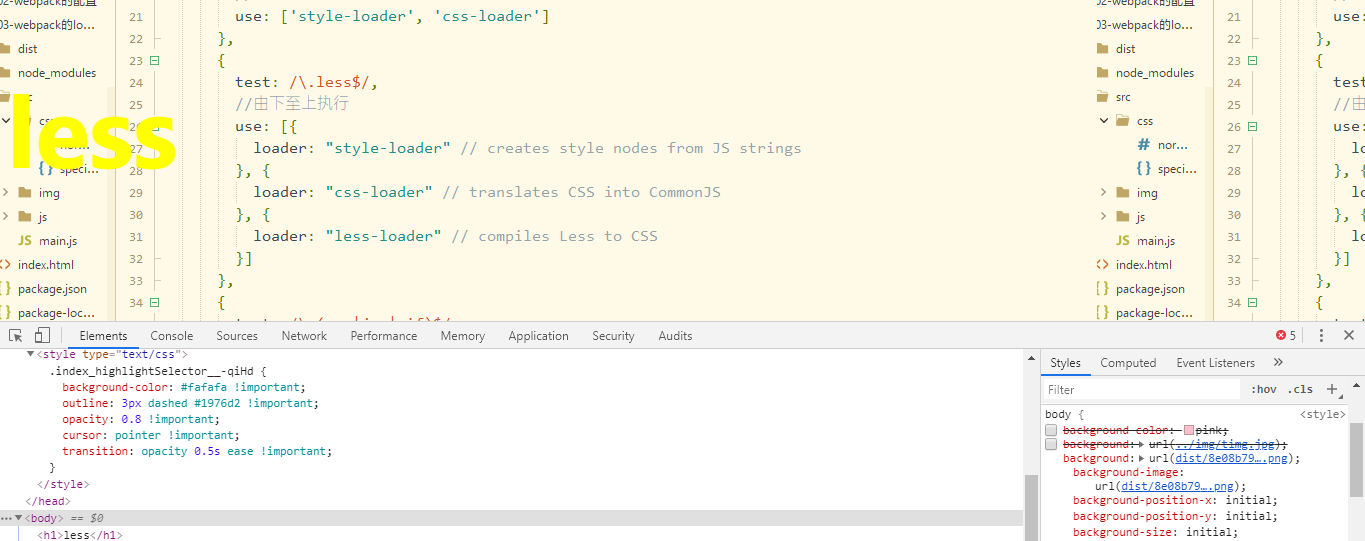 02-webpack的配置
03-webpack的lo...
dist
node_modules
css
speci...
img
js
JS main.js
index.html
package.json
package-loc...
less
21 use: ['style-loader', 'css-loader']
22 },
23 {
24 test: /\.less$/,
25 //由下至上执行
26 use: [{
27 loader: "style-loader" // creates style nodes from JS strings
28 }, {
29 loader: "css-loader" // translates CSS into CommonJS
30 }, {
31 loader: "less-loader" // compiles Less to CSS
32 }]
33 },
34 {
02-webpack的配置
03-webpack的lo...
dist
node_modules
src
css
# nor...
{ } speci...
img
js
JS main.js
index.html
package.json
package-loc...
21 use:
22 },
23 {
24 test
25 //由
26 use:
27 lo
28 }, {
29 lo
30 }, {
31 lo
32 }]
33 },
34 {
Elements Console Sources Network Performance Memory Application Security Audits 5
<style type="text/css">
.index_highlightSelector__-qiHd {
background-color: #fafafa !important;
outline: 3px dashed #1976d2 !important;
opacity: 0.8 !important;
cursor: pointer !important;
transition: opacity 0.5s ease !important;
}
</style>
</head>
<body> == $0
<h1>less</h1>
Styles Computed Event Listeners »
Filter :hov .cls +
body { <style>
background-color: pink;
background: url(../img/timg.jpg);
background: url(dist/8e08b79….png);
background-image:
url(dist/8e08b79….png);
background-position-x: initial;
background-position-y: initial;
background-size: initial;